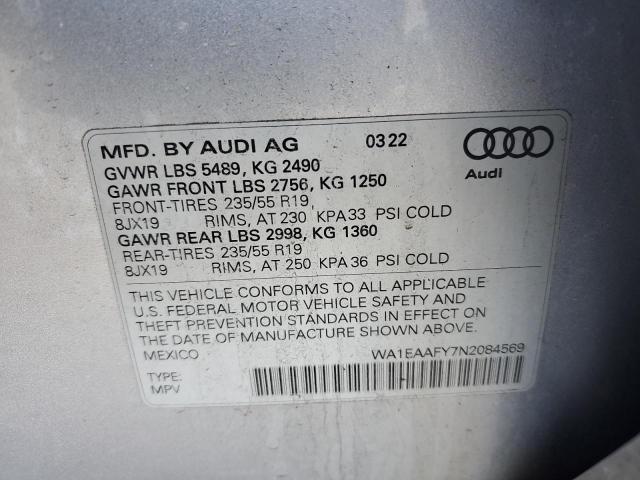 MFD. BY AUDI AG 03 22
GVWR LBS 5489, KG 2490
GAWR FRONT LBS 2756, KG 1250
FRONT-TIRES 235/55 R19,
8JX19 RIMS, AT 230 KPA 33 PSI COLD
GAWR REAR LBS 2998, KG 1360
REAR-TIRES 235/55 R19
8JX19 RIMS, AT 250 KPA 36 PSI COLD
Audi
THIS VEHICLE CONFORMS TO ALL APPLICABLE
U.S. FEDERAL MOTOR VEHICLE SAFETY AND
THEFT PREVENTION STANDARDS IN EFFECT ON
THE DATE OF MANUFACTURE SHOWN ABOVE.
MEXICO WA1EAAFY7N2084569
TYPE:
MPV